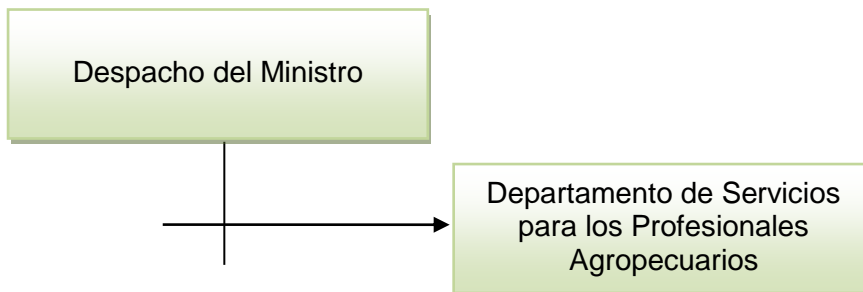 Despacho del Ministro
Departamento de Servicios
para los Profesionales
Agropecuarios